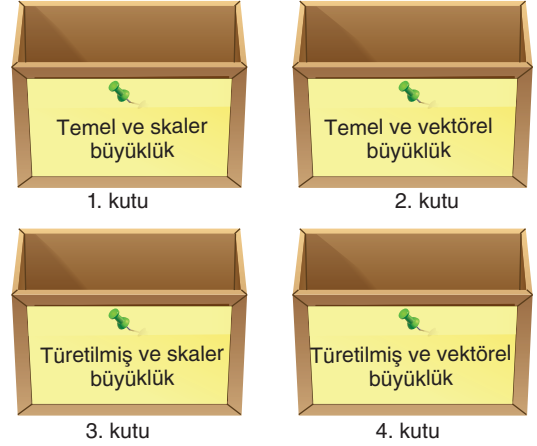 Temel ve skaler
büyüklük
1. kutu
Temel ve vektörel
büyüklük
2. kutu
Türetilmiş ve skaler
büyüklük
3. kutu
Türetilmiş ve vektörel
büyüklük
4. kutu